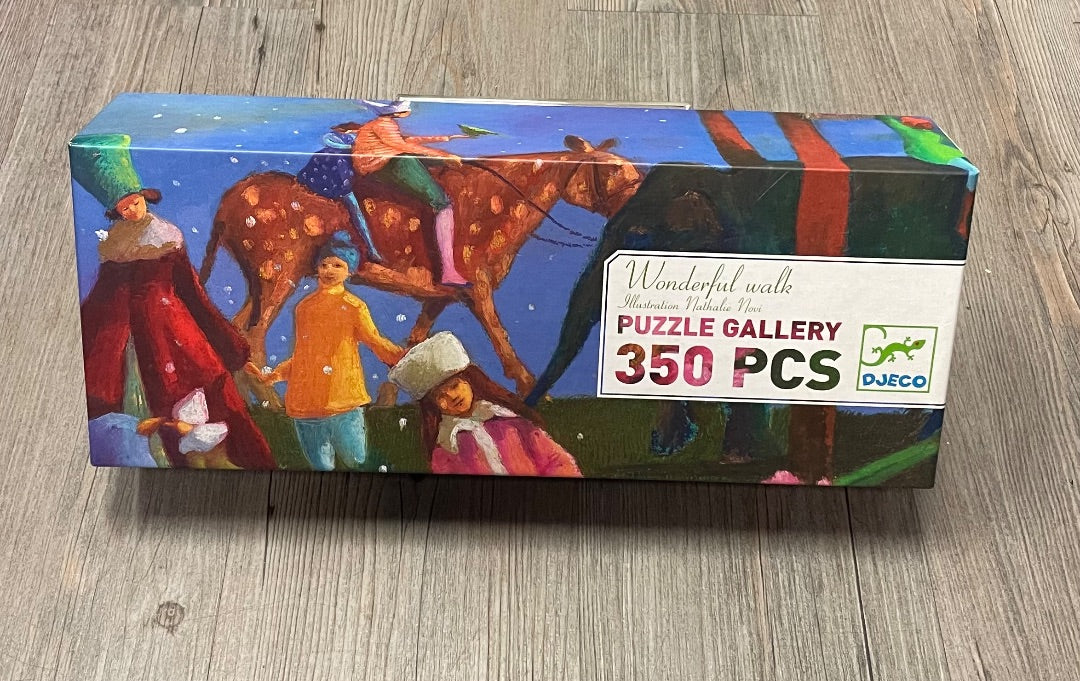 Wonderful walk
Illustration Nathalie Novi
PUZZLE GALLERY
350 PCS
DJECO